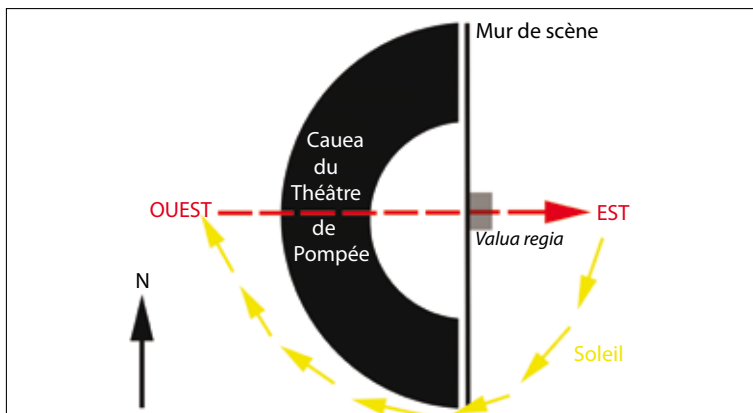 Mur de scène
Cauea
du
Théâtre
de
Pompée
OUEST
EST
Valua regia
N
Soleil